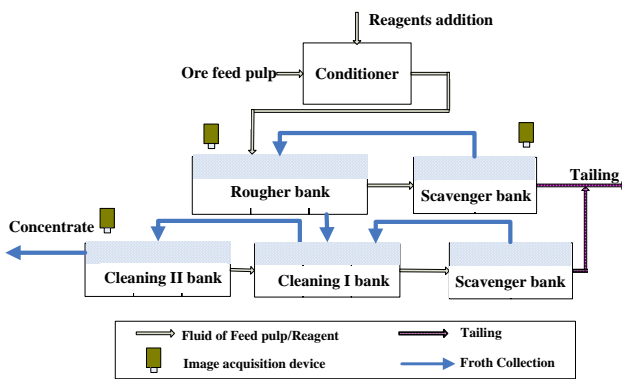 Reagents addition
Ore feed pulp
Conditioner
Rougher bank
Scavenger bank
Tailing
Concentrate
Cleaning II bank
Cleaning I bank
Scavenger bank
Fluid of Feed pulp/Reagent
Tailing
Image acquisition device
Froth Collection